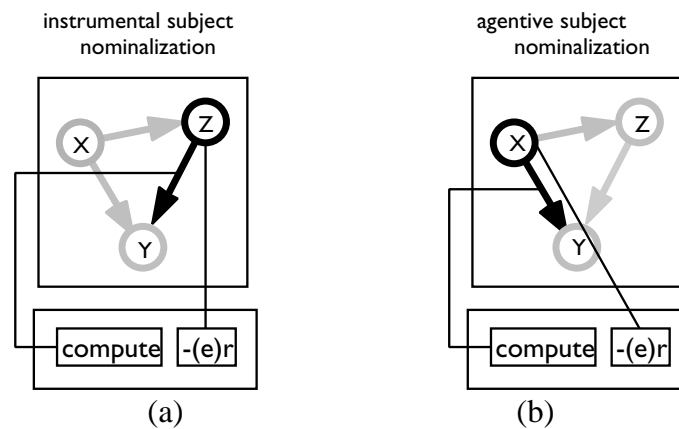 instrumental subject
nominalization
agentive subject
nominalization
X
Z
Y
compute
-(e)r
X
Z
Y
compute
-(e)r
(a)
(b)